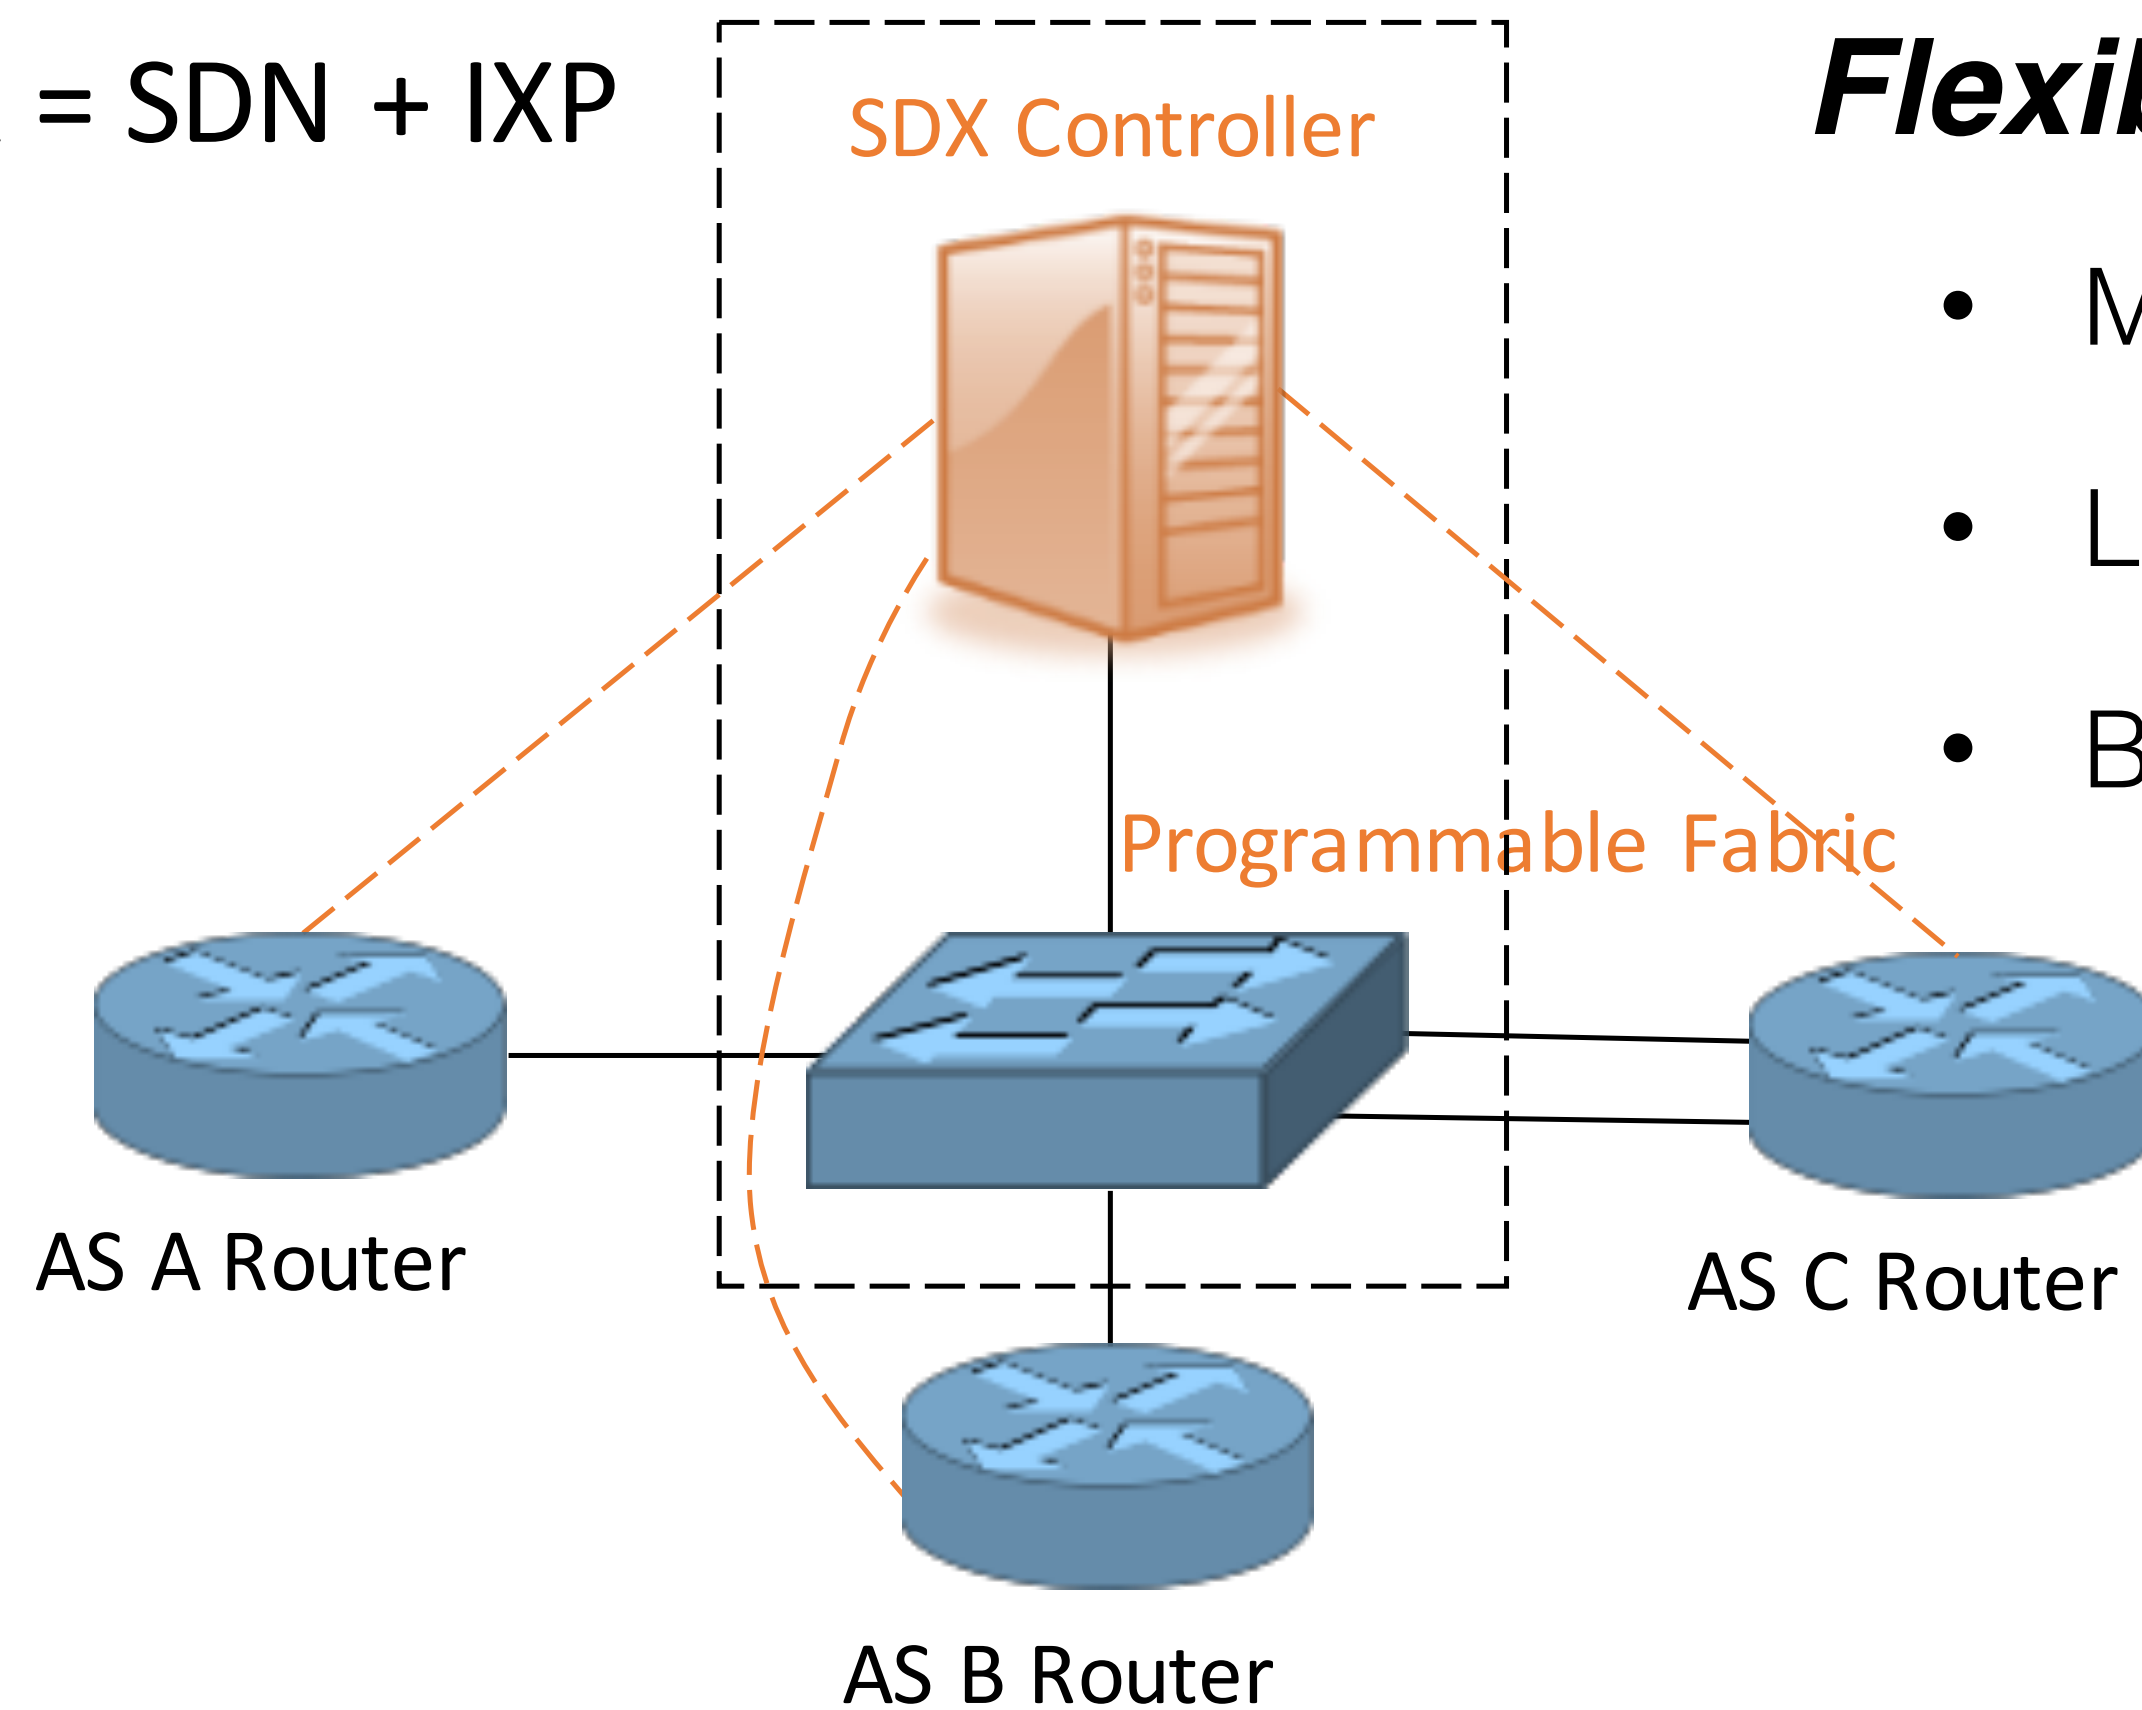 = SDN + IXP
SDX Controller
Programmable Fabric
AS A Router
AS C Router
AS B Router